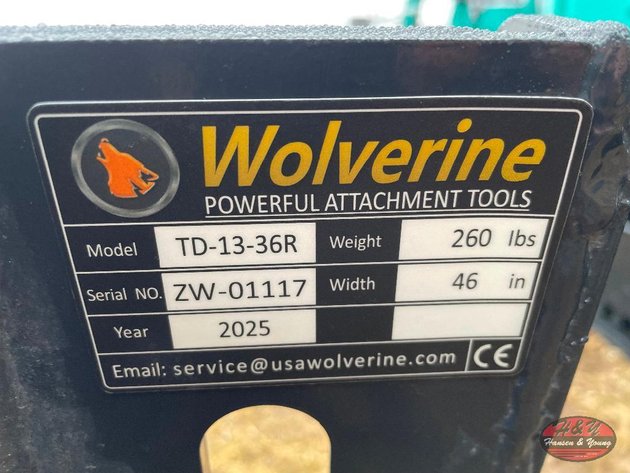 Wolverine
POWERFUL ATTACHMENT TOOLS
Model TD-13-36R Weight 260 lbs
Serial NO. ZW-01117 Width 46 in
Year 2025
Email: service@usawolverine.com CE
H&Y
Hansen & Young